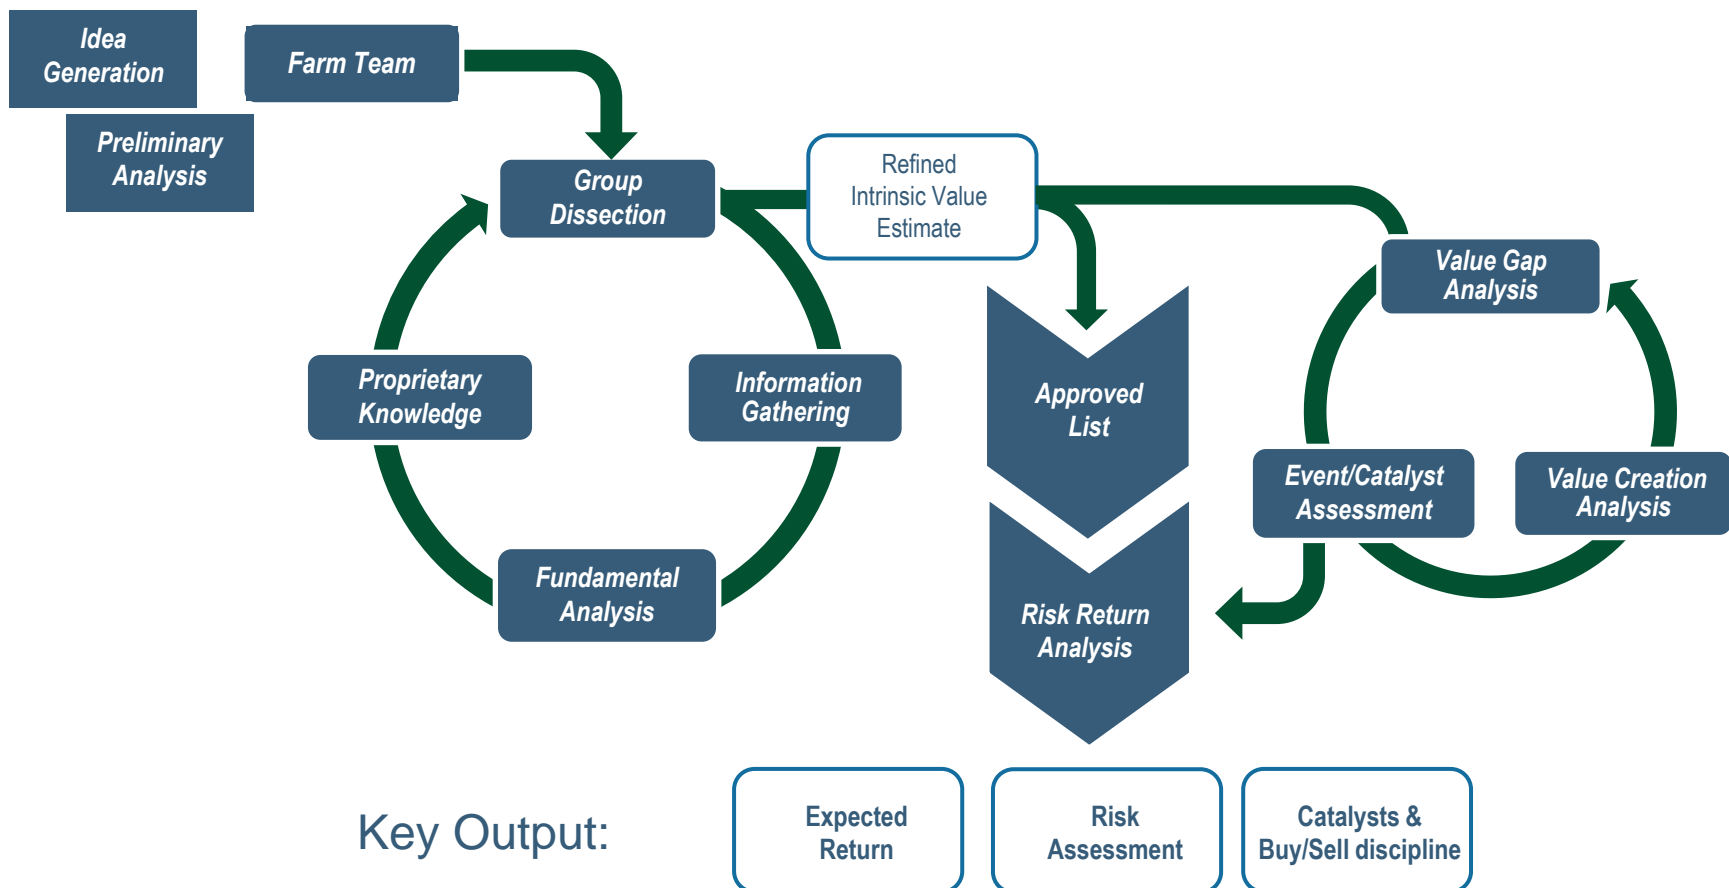 Idea
Generation
Farm Team
Preliminary
Analysis
Group
Dissection
Refined
Intrinsic Value
Estimate
Value Gap
Analysis
Proprietary
Knowledge
Information
Gathering
Approved
List
Event/Catalyst
Assessment
Value Creation
Analysis
Fundamental
Analysis
Risk Return
Analysis
Key Output:
Expected
Return
Risk
Assessment
Catalysts &
Buy/Sell discipline